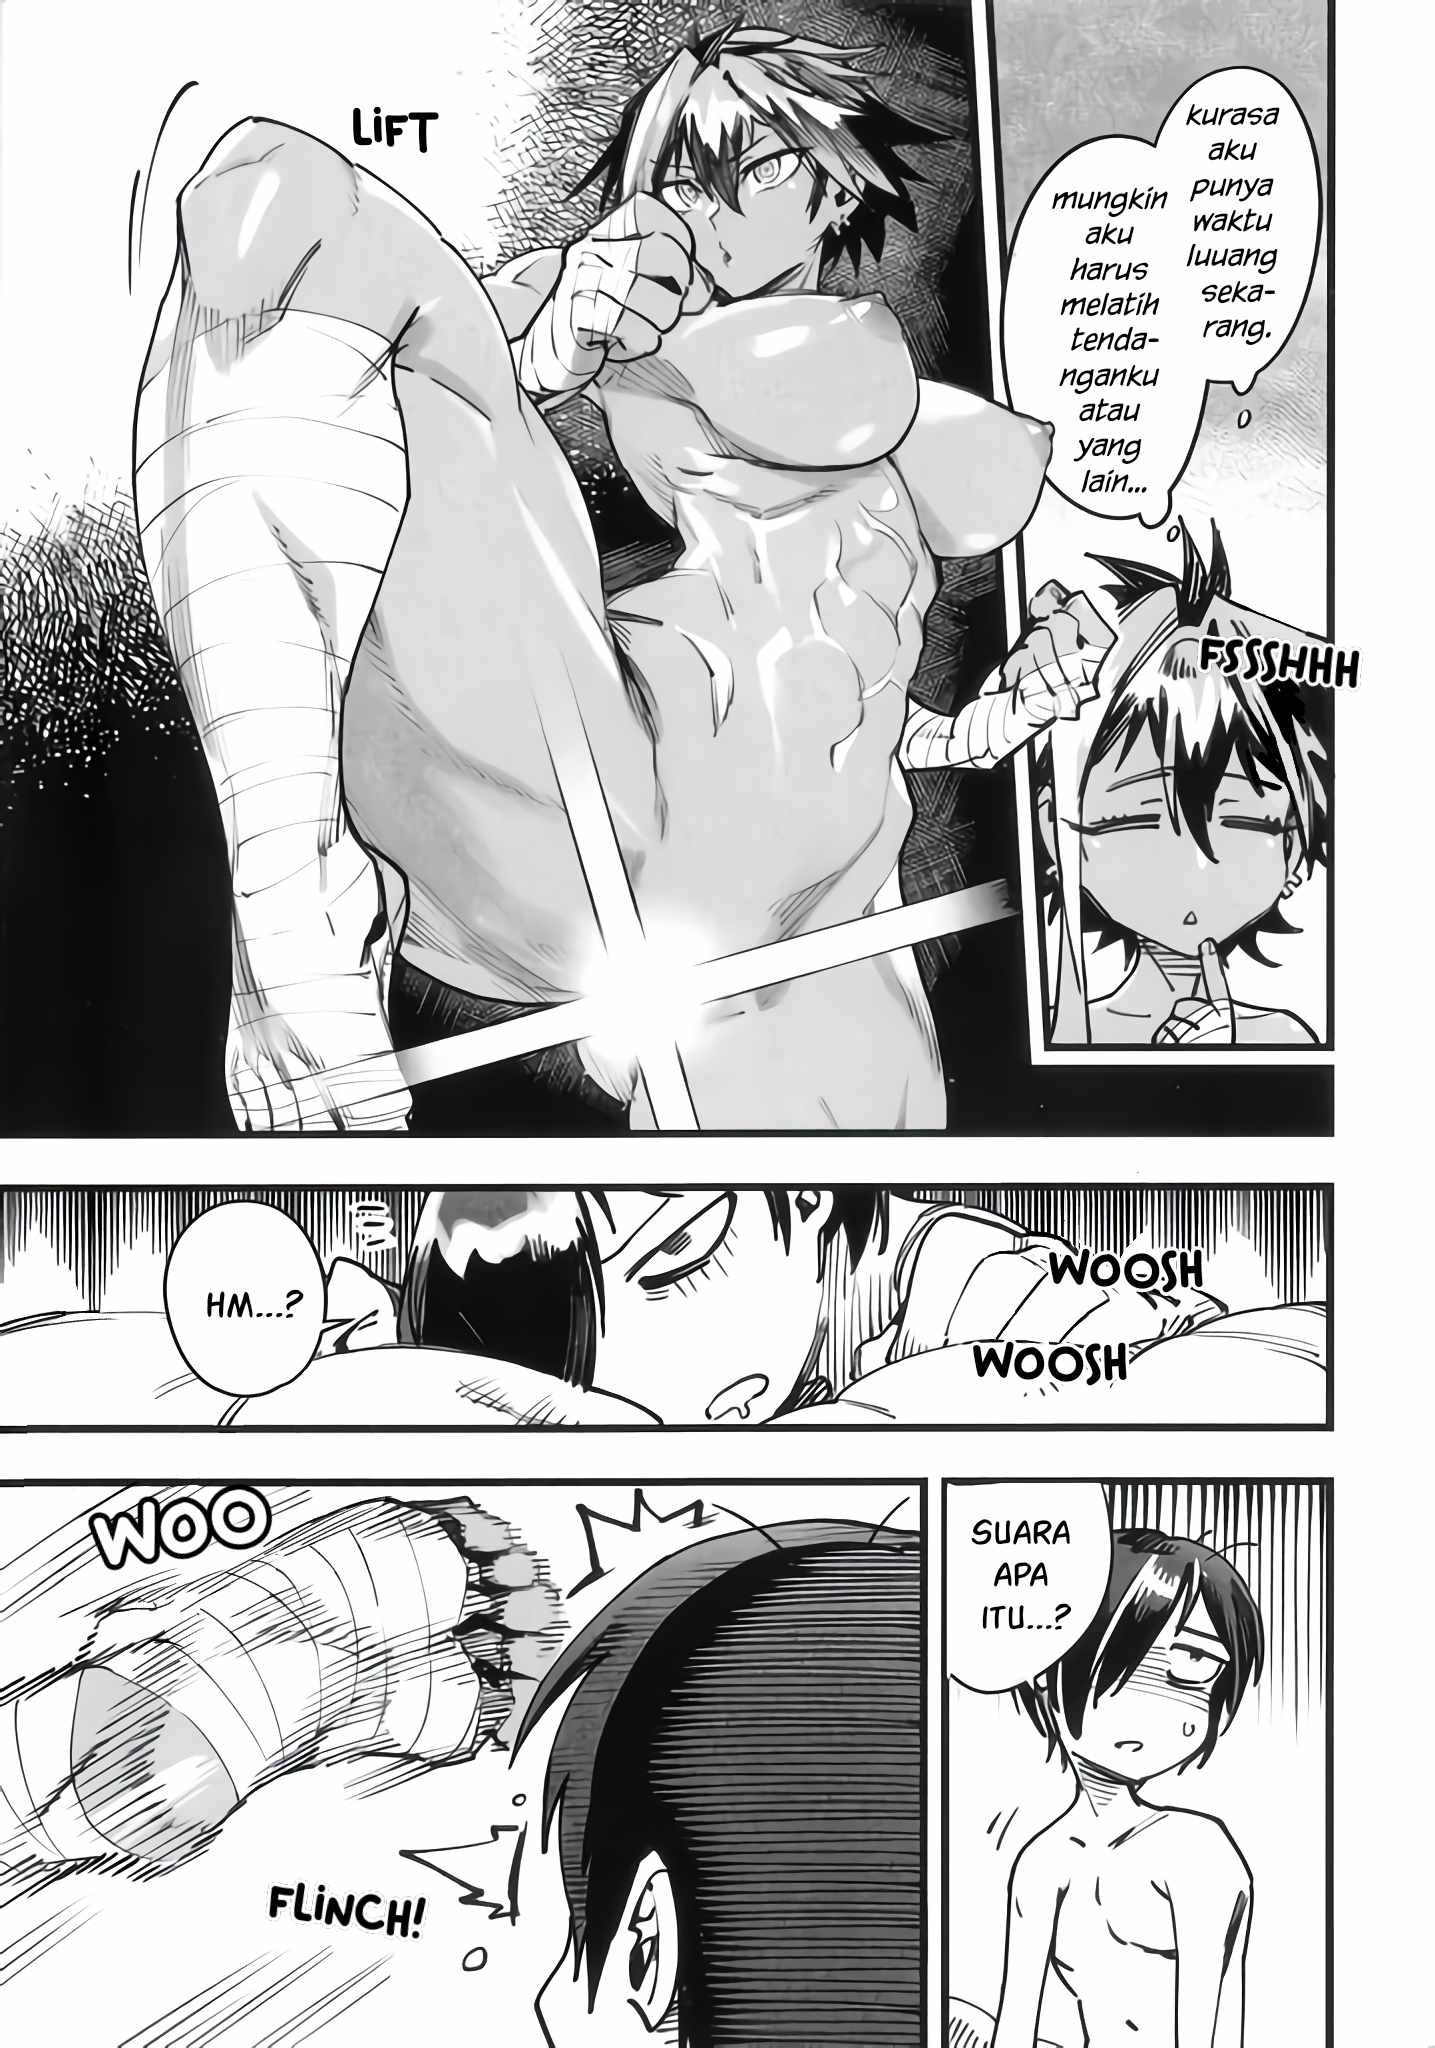 kurasa
aku
punya
waktu
luuang
seka-
rang.
mungkin
aku
harus
melatih
tenda-
nganku
atau
yang
lain...
FSSSHHH
LIFT
WOOSH
WOOSH
HM...?
SUARA
APA
ITU...?
WOO
FLINCH!